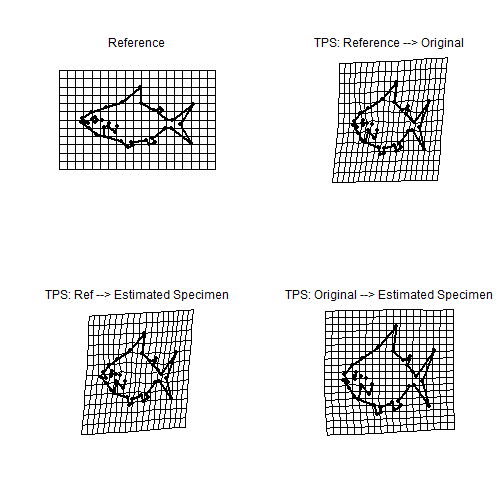 Reference
TPS: Reference --> Original
TPS: Ref --> Estimated Specimen
TPS: Original --> Estimated Specimen